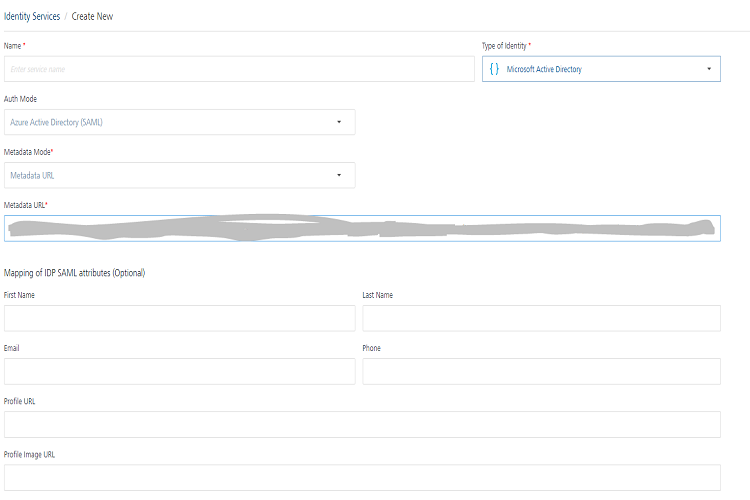 Identity Services / Create New
Name * Type of Identity *
Enter service name { } Microsoft Active Directory
Auth Mode
Azure Active Directory (SAML)
Metadata Mode*
Metadata URL
Metadata URL*
Mapping of IDP SAML attributes (Optional)
First Name Last Name
Email Phone
Profile URL
Profile Image URL